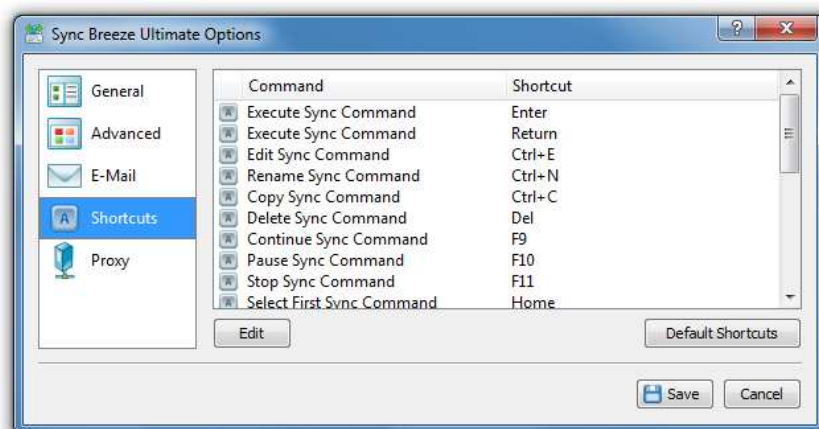 Sync Breeze Ultimate Options
General
Advanced
E-Mail
Shortcuts
Proxy
Command Shortcut
Execute Sync Command Enter
Execute Sync Command Return
Edit Sync Command Ctrl+E
Rename Sync Command Ctrl+N
Copy Sync Command Ctrl+C
Delete Sync Command Del
Continue Sync Command F9
Pause Sync Command F10
Stop Sync Command F11
Select First Sync Command Home
Edit Default Shortcuts
Save Cancel